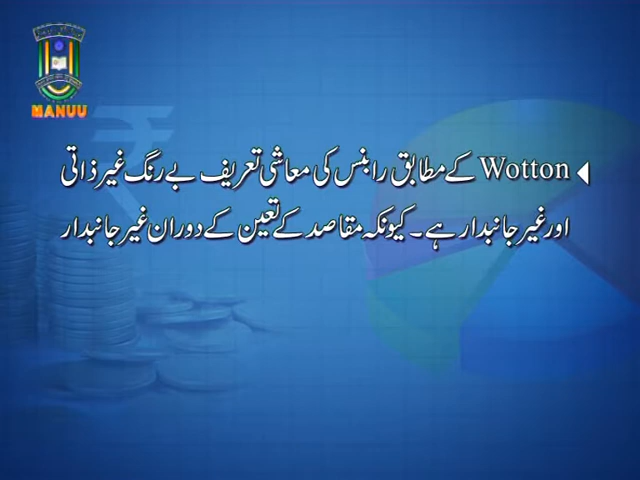 MANUU
Wotton کے مطابق رابنس کی معاشی تعریف بے رنگ غیر ذاتی
اور غیر جانبدار ہے۔ کیونکہ مقاصد کے تعین کے دوران غیر جانبدار